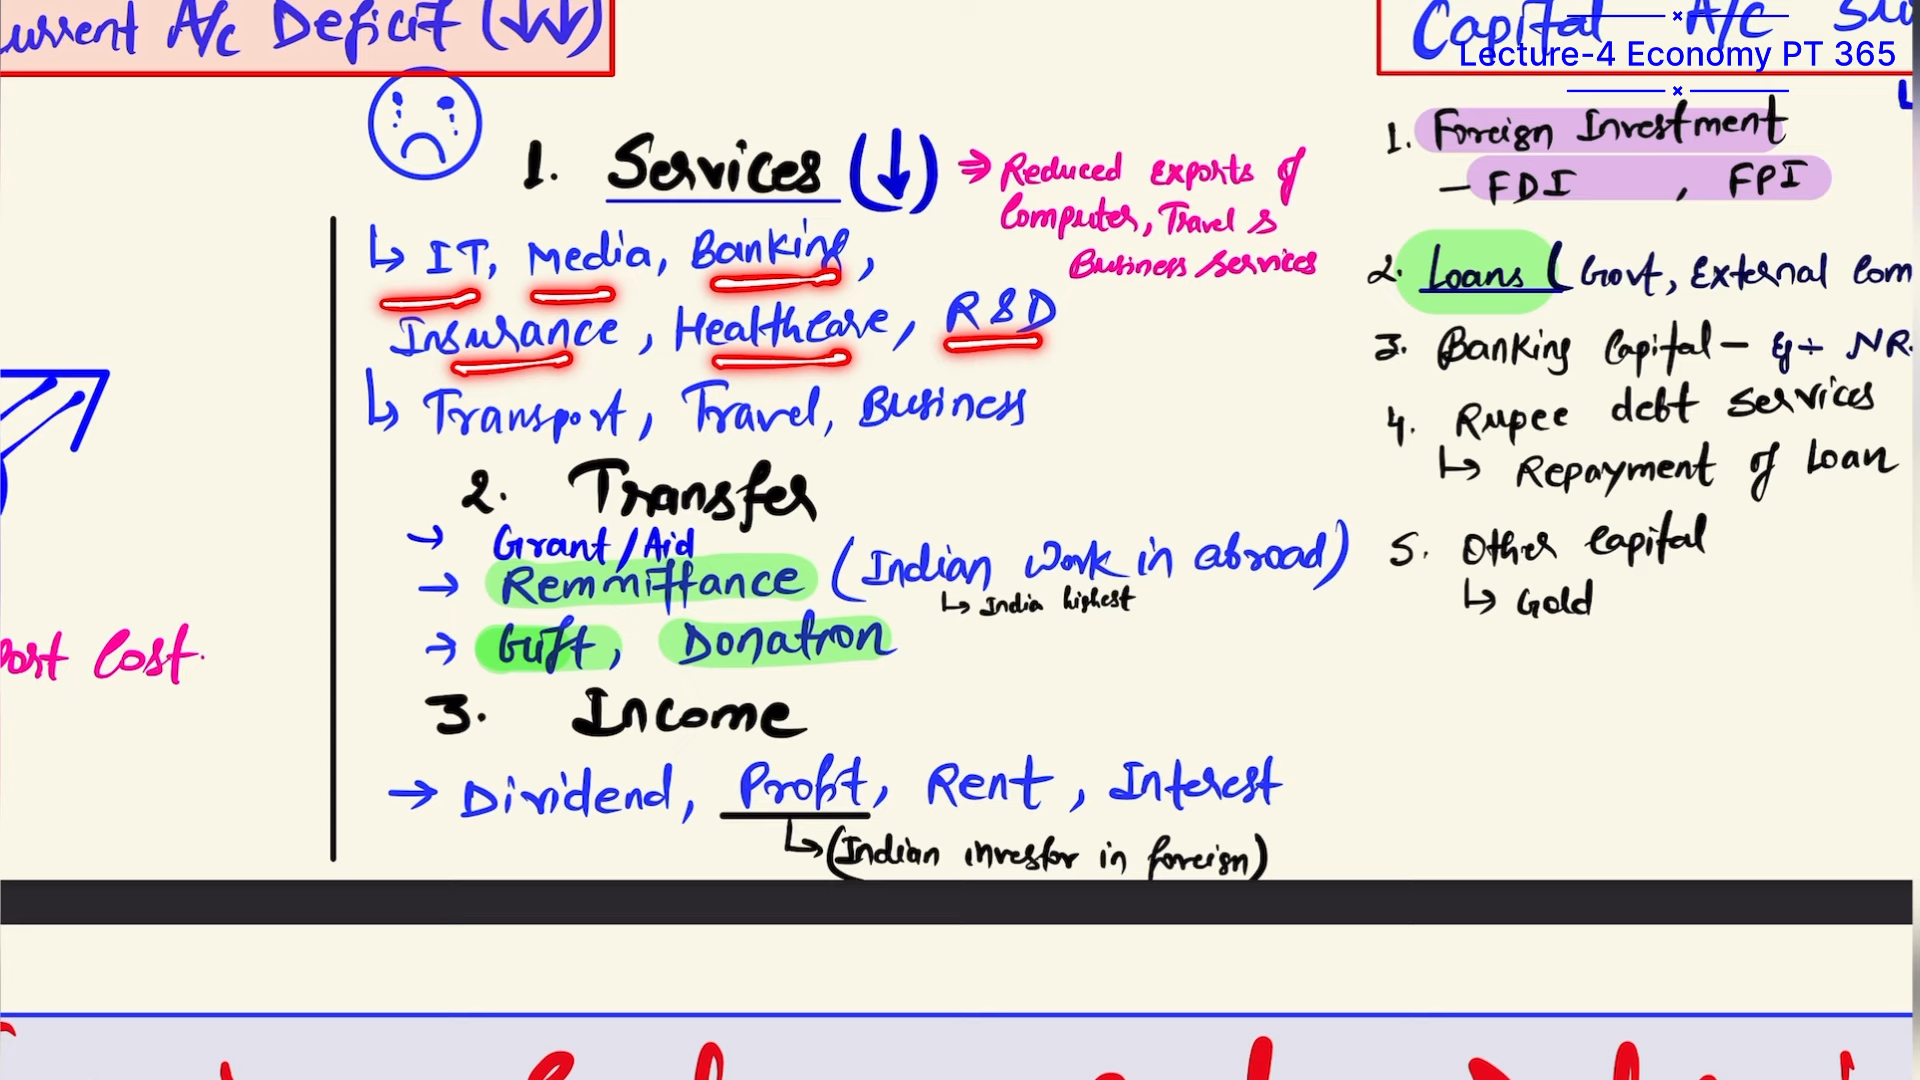 Current A/c Deficit (↓↓)
1. Services (↓) ⇒ Reduced exports of
Computer, Travel &
Business Services
↳ IT, Media, Banking,
Insurance, Healthcare, R&D
↳ Transport, Travel, Business
2. Transfer
→ Grant/Aid
→ Remmittance (Indian Work in abroad)
↳ India highest
→ Gift, Donation
3. Income
→ Dividend, Profit, Rent, Interest
↳ (Indian investor in foreign)
Cost.
Capital A/c
Lecture-4 Economy PT 365
1. Foreign Investment
– FDI , FPI
2. Loans ( Govt, External Com
3. Banking Capital –
4. Rupee debt Services
↳ Repayment of Loan
5. Other Capital
↳ Gold